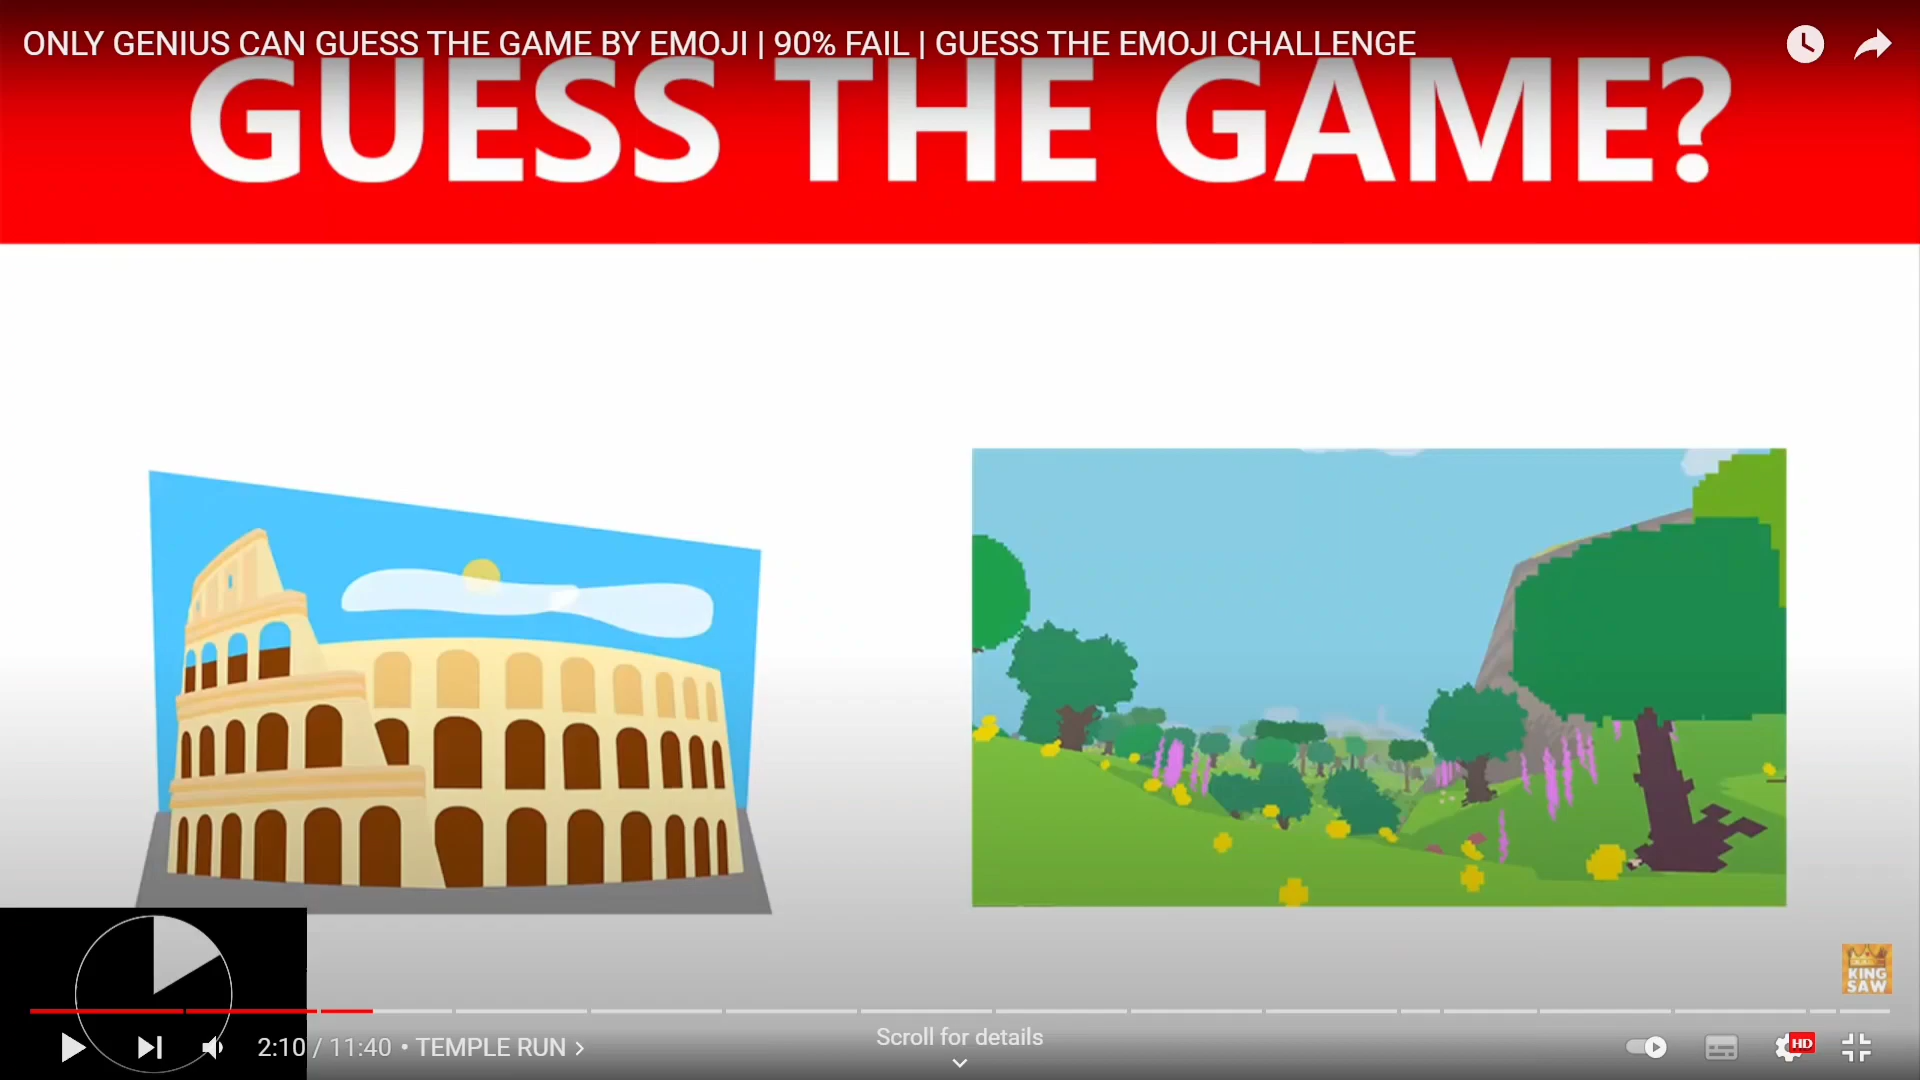 ONLY GENIUS CAN GUESS THE GAME BY EMOJI | 90% FAIL | GUESS THE EMOJI CHALLENGE
GUESS THE GAME?
KING
SAW
Scroll for details
2:10 / 11:40 • TEMPLE RUN
HD